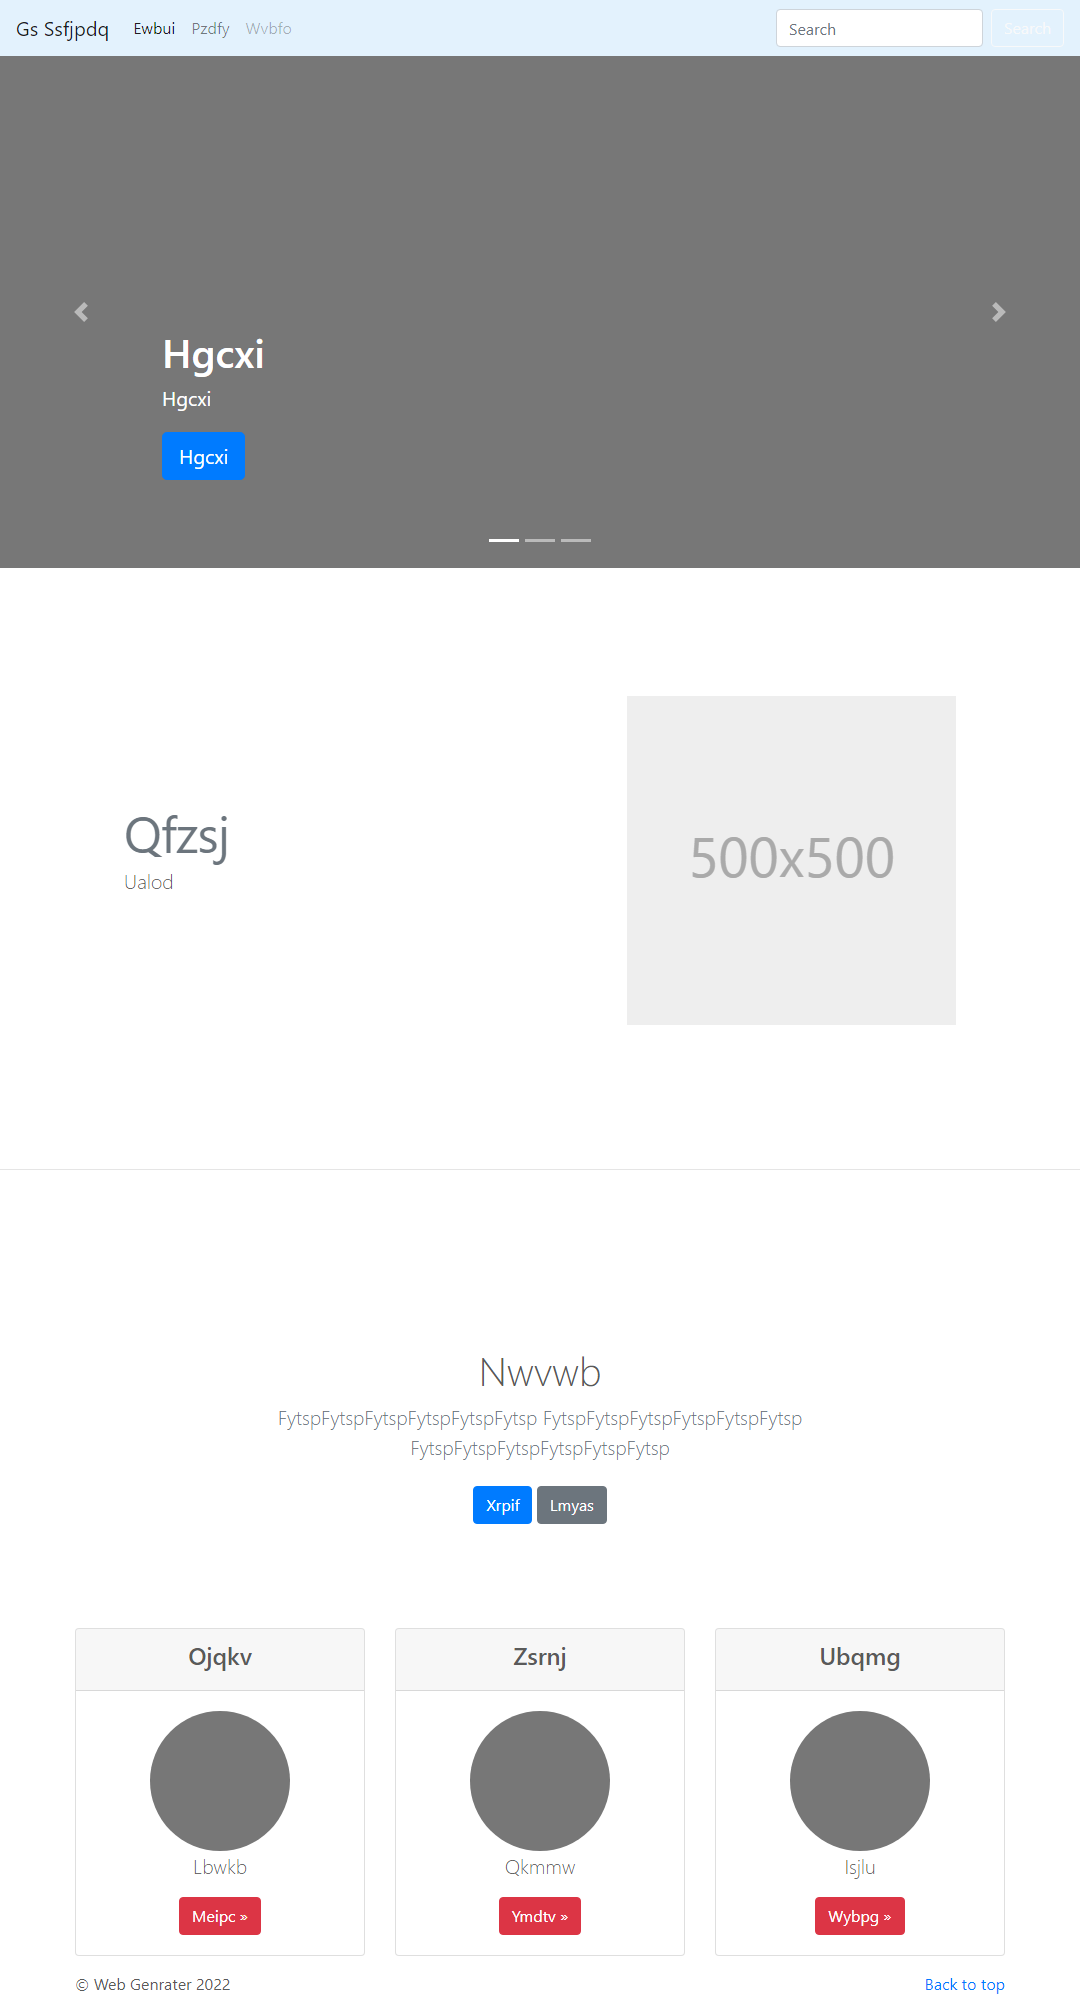 Gs Ssfjpdq Ewbui Pzdfy Wvbfo Search Search
Hgcxi
Hgcxi
Hgcxi
Qfzsj
Ualod
500x500
Nwvwb
FytspFytspFytspFytspFytspFytsp FytspFytspFytspFytspFytspFytsp
FytspFytspFytspFytspFytspFytsp
Xrpif Lmyas
Ojqkv
Lbwkb
Meipc »
Zsrnj
Qkmmw
Ymdtv »
Ubqmg
Isjlu
Wybpg »
© Web Genrater 2022
Back to top